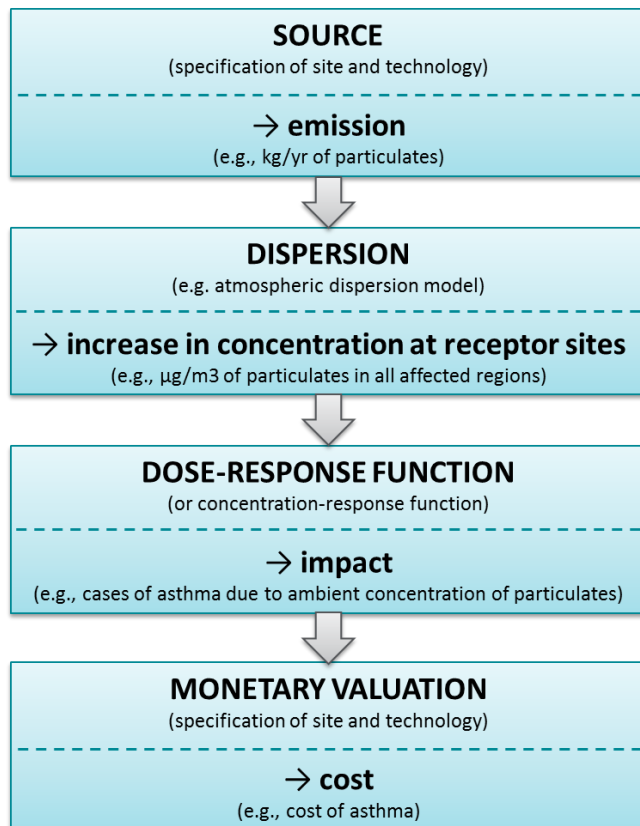 SOURCE
(specification of site and technology)
→ emission
(e.g., kg/yr of particulates)
DISPERSION
(e.g. atmospheric dispersion model)
→ increase in concentration at receptor sites
(e.g., µg/m3 of particulates in all affected regions)
DOSE-RESPONSE FUNCTION
(or concentration-response function)
→ impact
(e.g., cases of asthma due to ambient concentration of particulates)
MONETARY VALUATION
(specification of site and technology)
→ cost
(e.g., cost of asthma)